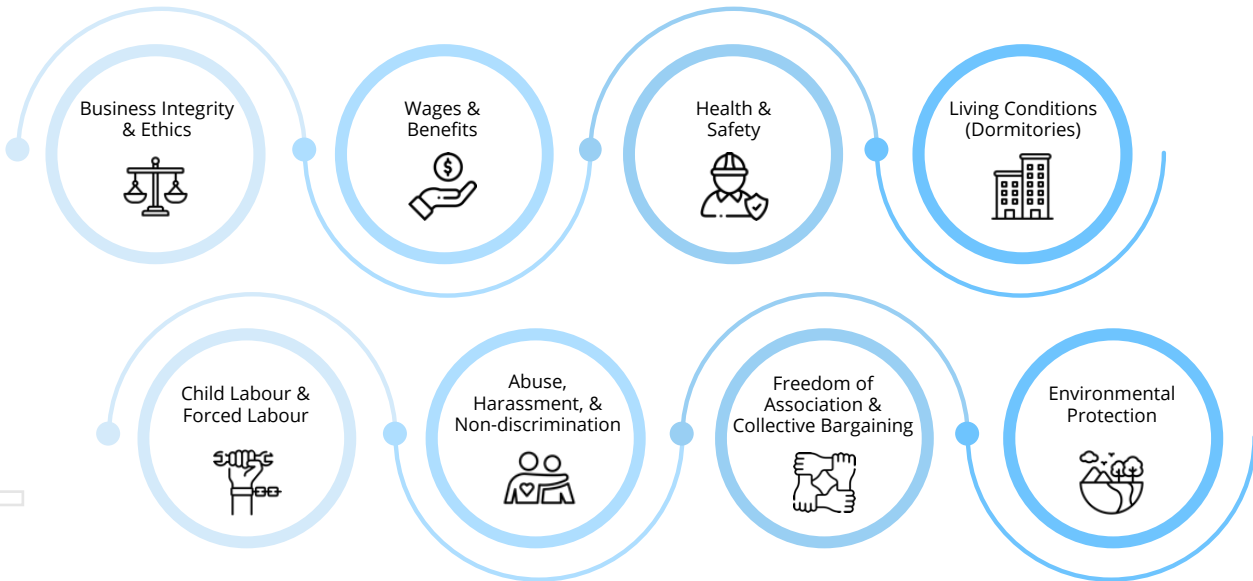 Business Integrity
& Ethics
Wages &
Benefits
Health &
Safety
Living Conditions
(Dormitories)
Child Labour &
Forced Labour
Abuse,
Harassment, &
Non-discrimination
Freedom of
Association &
Collective Bargaining
Environmental
Protection